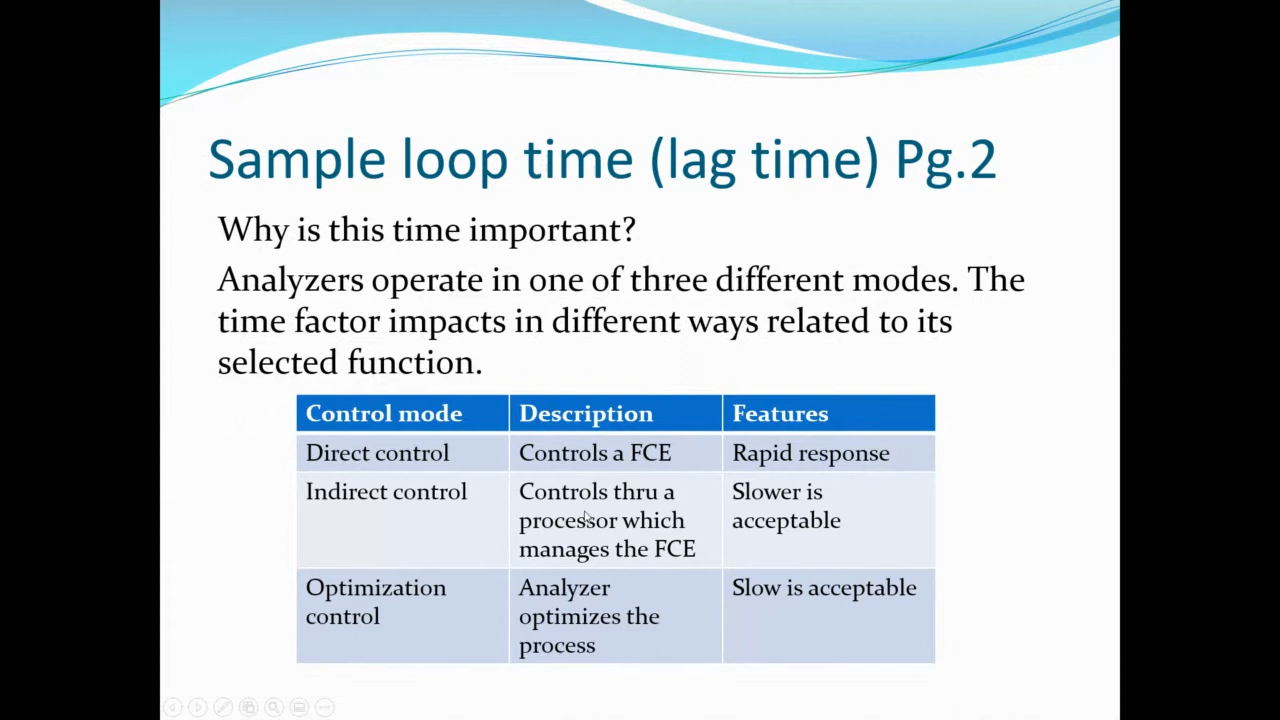 Sample loop time (lag time) Pg.2
Why is this time important?
Analyzers operate in one of three different modes. The
time factor impacts in different ways related to its
selected function.
Control mode Description Features
Direct control Controls a FCE Rapid response
Indirect control Controls thru a Slower is
processor which acceptable
manages the FCE
Optimization Analyzer Slow is acceptable
control optimizes the
process